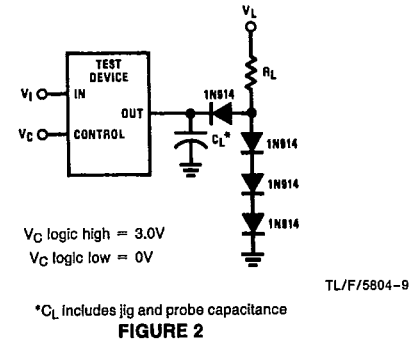 VL
TEST
DEVICE
RL
VI
IN
1N914
OUT
VC
CONTROL
CL*
1N914
1N914
1N914
VC logic high = 3.0V
VC logic low = 0V
TL/F/5804–9
*CL includes jig and probe capacitance
FIGURE 2